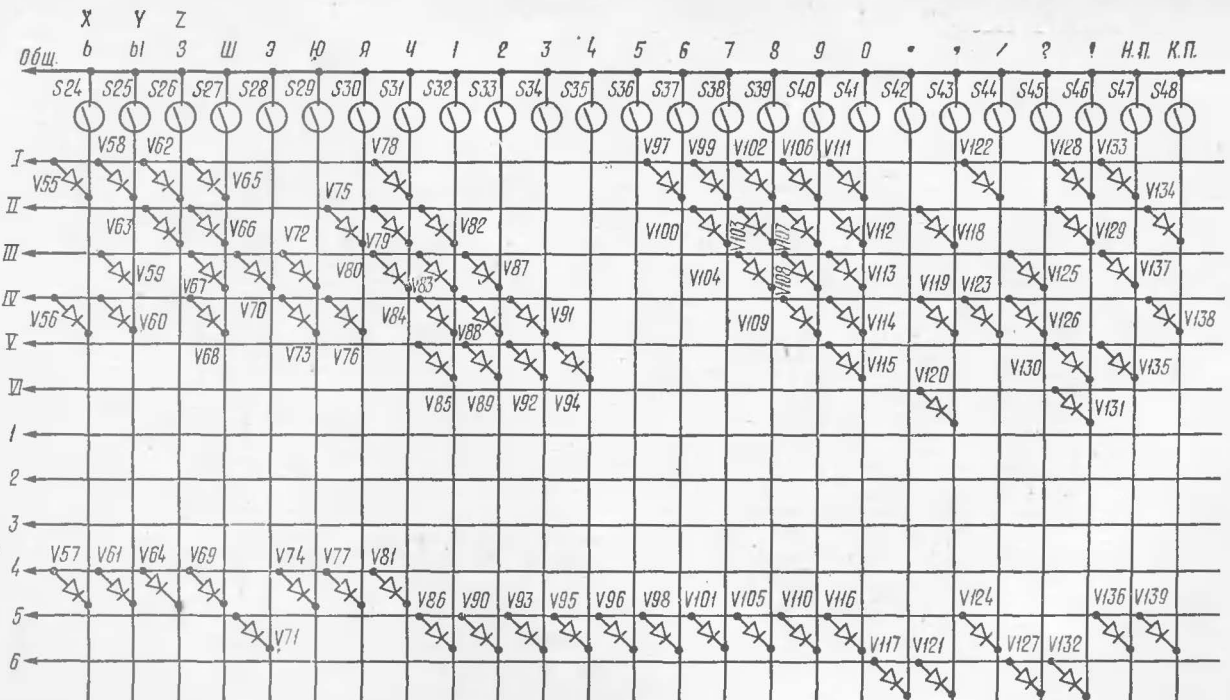 X Y Z
Общ. Ь Ы З Ш Э Ю Я Ч 1 2 3 4 5 6 7 8 9 0 / ? Н.П. К.П.
S24 S25 S26 S27 S28 S29 S30 S31 S32 S33 S34 S35 S36 S37 S38 S39 S40 S41 S42 S43 S44 S45 S46 S47 S48
V58 V62 V78 V97 V99 V102 V106 V111 V122 V128 V133
I
V55 V65 V75 V134
II
V63 V66 V72 V79 V82 V100 V103 V107 V112 V118 V129
III
V59 V67 V70 V80 V83 V87 V104 V108 V113 V119 V123 V125 V137
IV
V56 V60 V84 V88 V91 V109 V114 V126 V138
V
V68 V73 V76 V115 V120 V130 V135
VI
V85 V89 V92 V94 V131
1
2
3
V57 V61 V64 V69 V74 V77 V81
4
V86 V90 V93 V95 V96 V98 V101 V105 V110 V116 V124 V136 V139
5
V71 V117 V121 V127 V132
6